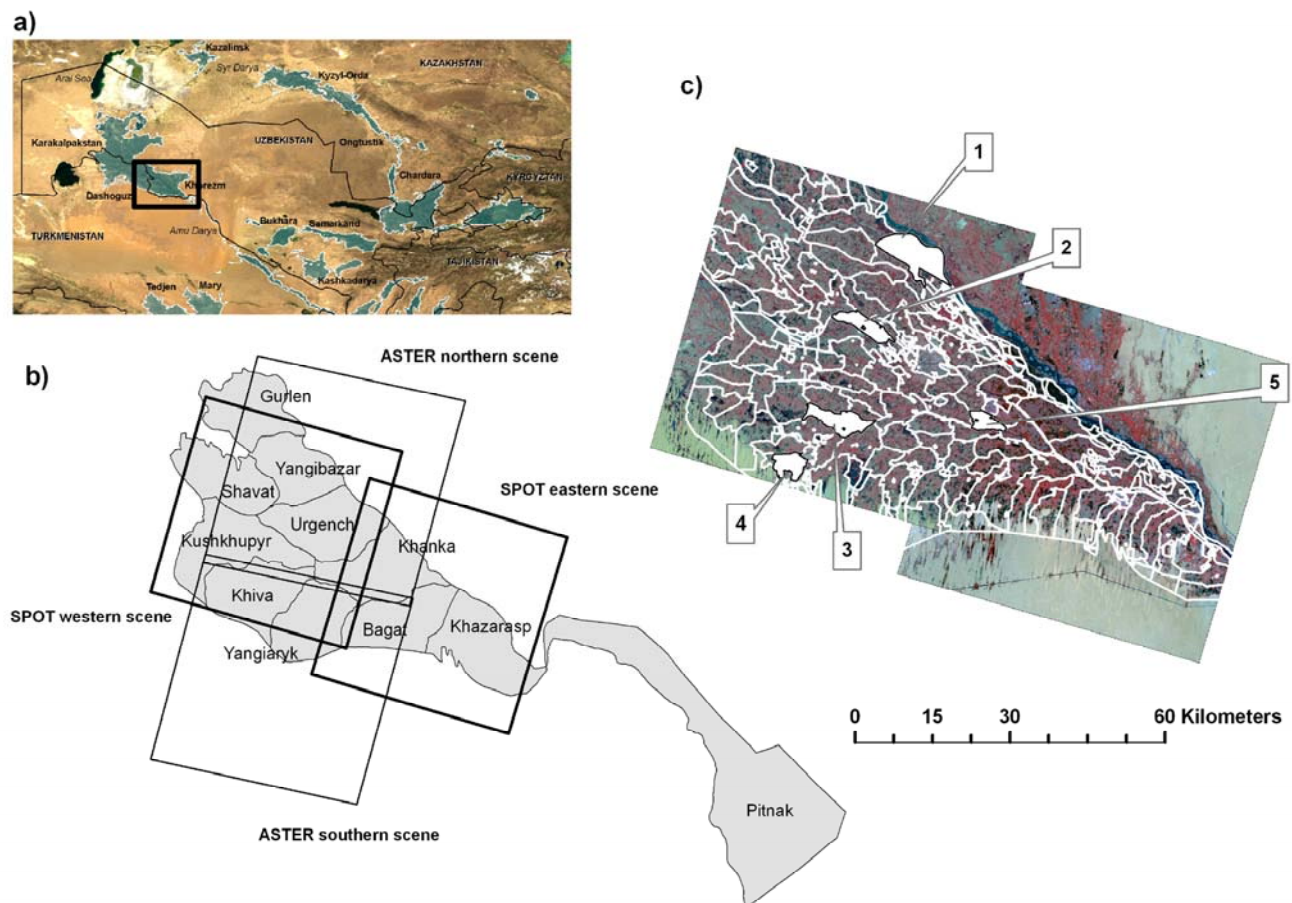 a)
Kazalinsk
Aral Sea
Syr Darya
KAZAKHSTAN
Kyzyl-Orda
Karakalpakstan
UZBEKISTAN
Ongtustik
Chardara
KYRGYZTAN
Dashoguz
Khorezm
Bukhara
Samarkand
TURKMENISTAN
Amu Darya
TAJIKISTAN
Kashkadarya
Tedjen
Mary
b)
ASTER northern scene
Gurlen
Yangibazar
Shavat
SPOT eastern scene
Urgench
Kushkhupyr
Khanka
Khiva
SPOT western scene
Bagat
Khazarasp
Yangiaryk
ASTER southern scene
Pitnak
c)
1
2
5
4
3
0 15 30 60 Kilometers